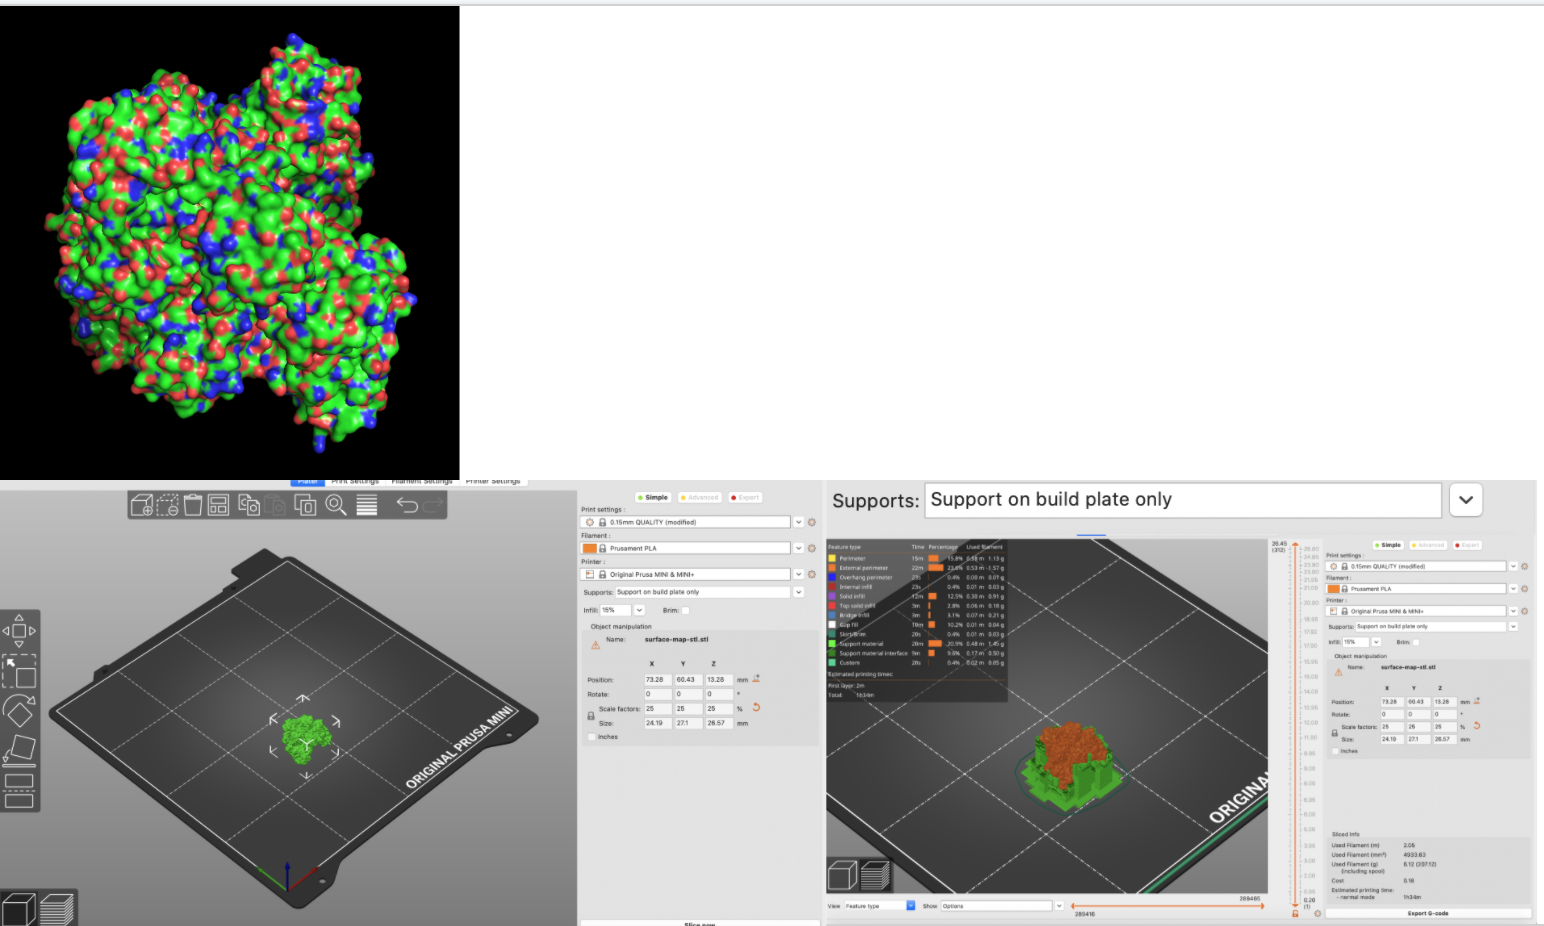 Plater Print Settings Filament Settings Printer Settings
Simple Advanced Expert
Print settings :
0.15mm QUALITY (modified)
Filament:
Prusament PLA
Printer :
Original Prusa MINI & MINI+
Supports: Support on build plate only
Infill: 15% Brim:
Object manipulation
Name: surface-map-stl.stl
X Y Z
Position: 73.28 60.43 13.28 mm
Rotate: 0 0 0 °
Scale factors: 25 25 25 %
Size: 24.19 27.1 26.57 mm
Inches
ORIGINAL PRUSA MINI
Slice now
Supports: Support on build plate only
Feature type Time Percentage Used filament
Perimeter 15m 15.8% 0.38 m 1.13 g
External perimeter 22m 23.8% 0.53 m 1.57 g
Overhang perimeter 23s 0.4% 0.00 m 0.01 g
Internal infill 23s 0.4% 0.01 m 0.03 g
Solid infill 12m 12.5% 0.30 m 0.91 g
Top solid infill 3m 2.8% 0.06 m 0.18 g
Bridge infill 3m 3.1% 0.07 m 0.21 g
Gap fill 10m 10.2% 0.01 m 0.04 g
Skirt/Brim 20s 0.4% 0.01 m 0.03 g
Support material 20m 20.9% 0.48 m 1.45 g
Support material interface 9m 9.6% 0.17 m 0.50 g
Custom 20s 0.4% 0.02 m 0.05 g
Estimated printing times:
First layer: 2m
Total: 1h34m
ORIGINA
26.45
(312)
0.20
(1)
Simple Advanced Expert
Print settings :
0.15mm QUALITY (modified)
Filament :
Prusament PLA
Printer :
Original Prusa MINI & MINI+
Supports: Support on build plate only
Infill: 15% Brim:
Object manipulation
Name: surface-map-stl.stl
X Y Z
Position: 73.28 60.43 13.28 mm
Rotate: 0 0 0 °
Scale factors: 25 25 25 %
Size: 24.19 27.1 26.57 mm
Inches
Sliced Info
Used Filament (m) 2.06
Used Filament (mm³) 4933.63
Used Filament (g) 6.12 (207.12)
(including spool)
Cost 0.16
Estimated printing time:
- normal mode 1h34m
View Feature type Show Options
289485
289416
Export G-code